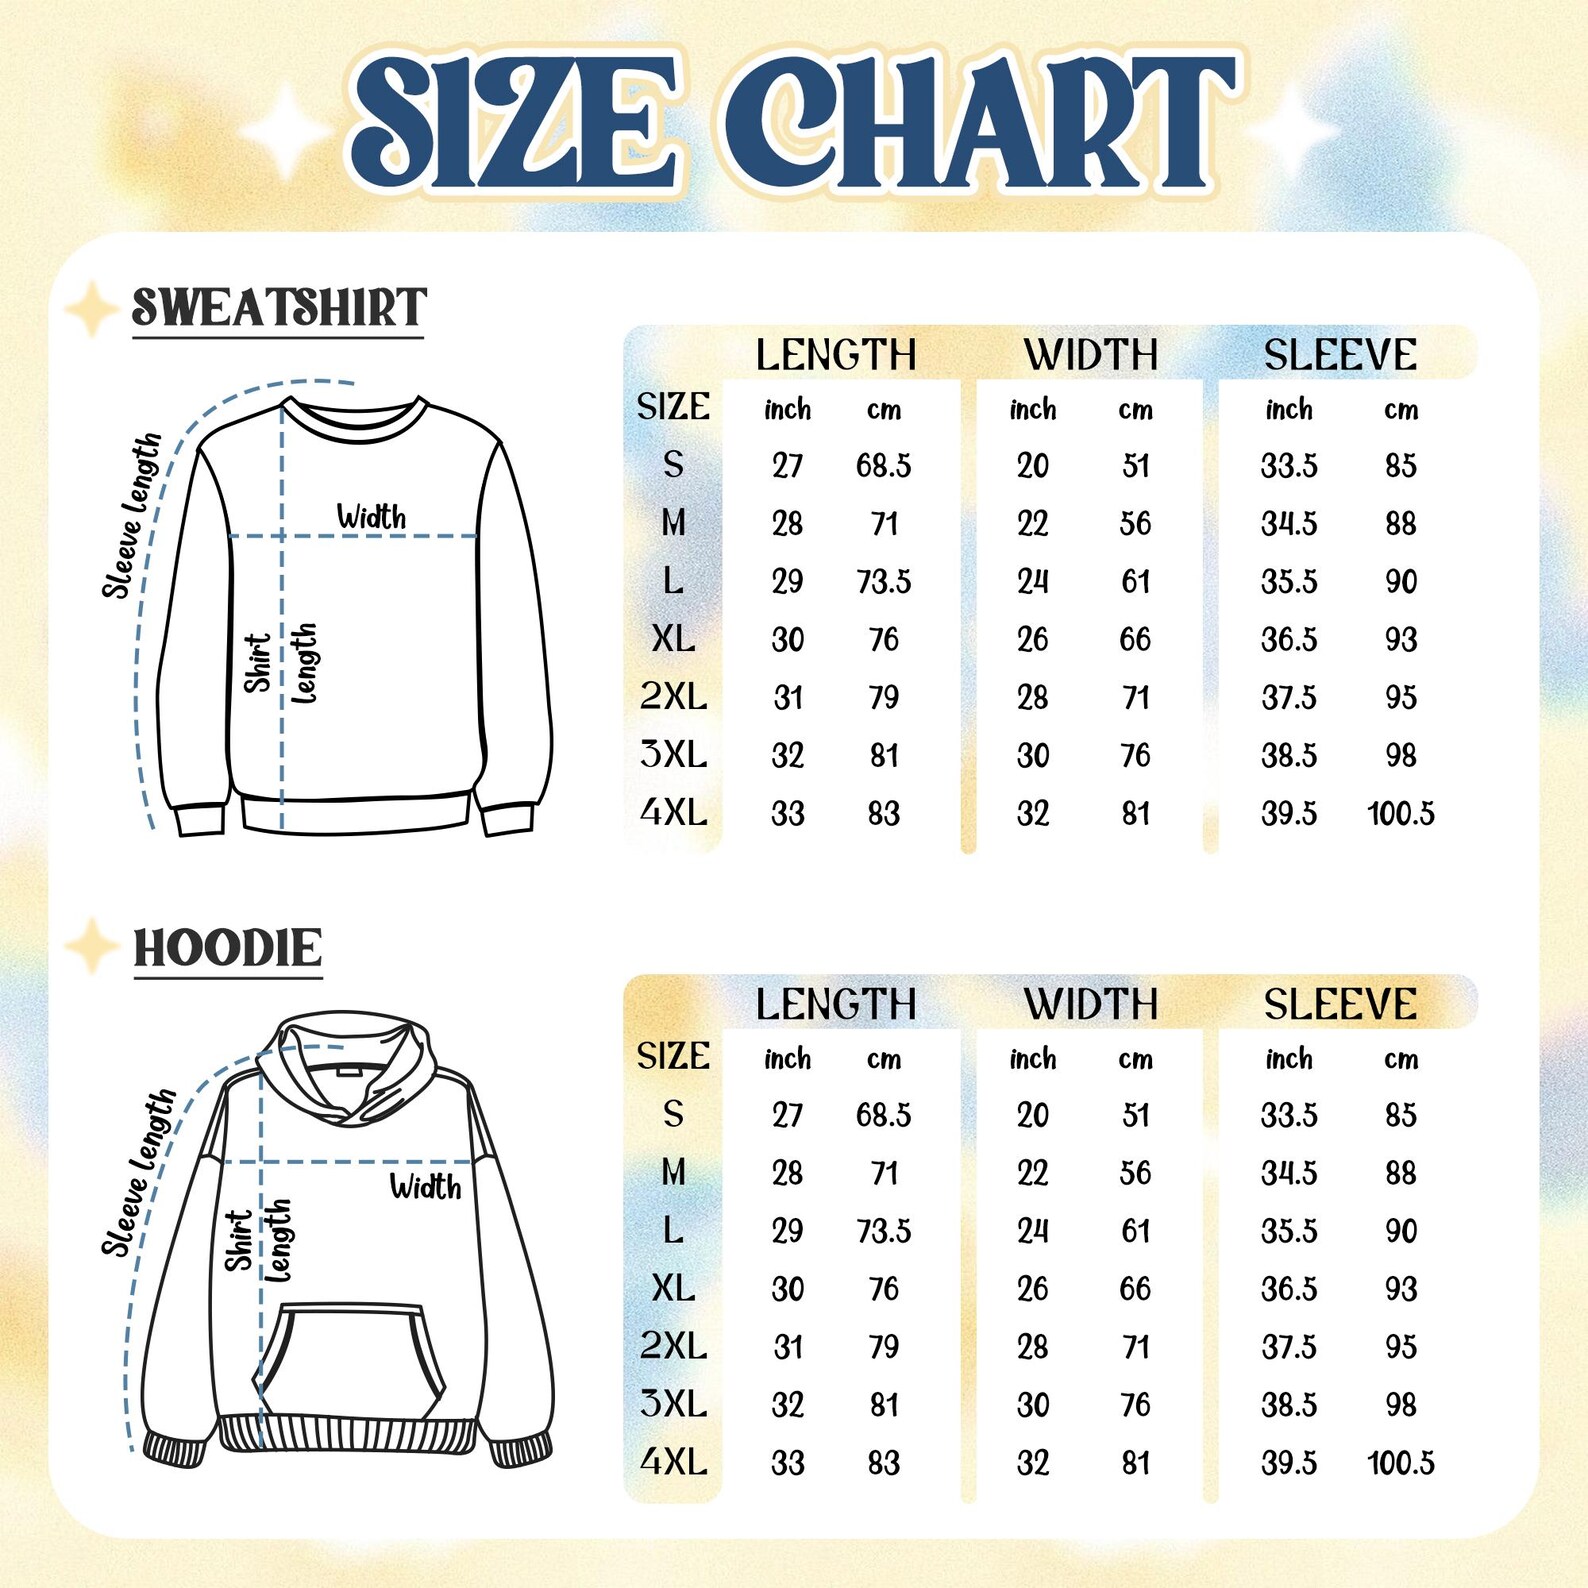 SIZE CHART
SWEATSHIRT
Sleeve length
Width
Shirt
length
LENGTH WIDTH SLEEVE
SIZE inch cm inch cm inch cm
S 27 68.5 20 51 33.5 85
M 28 71 22 56 34.5 88
L 29 73.5 24 61 35.5 90
XL 30 76 26 66 36.5 93
2XL 31 79 28 71 37.5 95
3XL 32 81 30 76 38.5 98
4XL 33 83 32 81 39.5 100.5
HOODIE
Sleeve length
Width
Shirt
length
LENGTH WIDTH SLEEVE
SIZE inch cm inch cm inch cm
S 27 68.5 20 51 33.5 85
M 28 71 22 56 34.5 88
L 29 73.5 24 61 35.5 90
XL 30 76 26 66 36.5 93
2XL 31 79 28 71 37.5 95
3XL 32 81 30 76 38.5 98
4XL 33 83 32 81 39.5 100.5